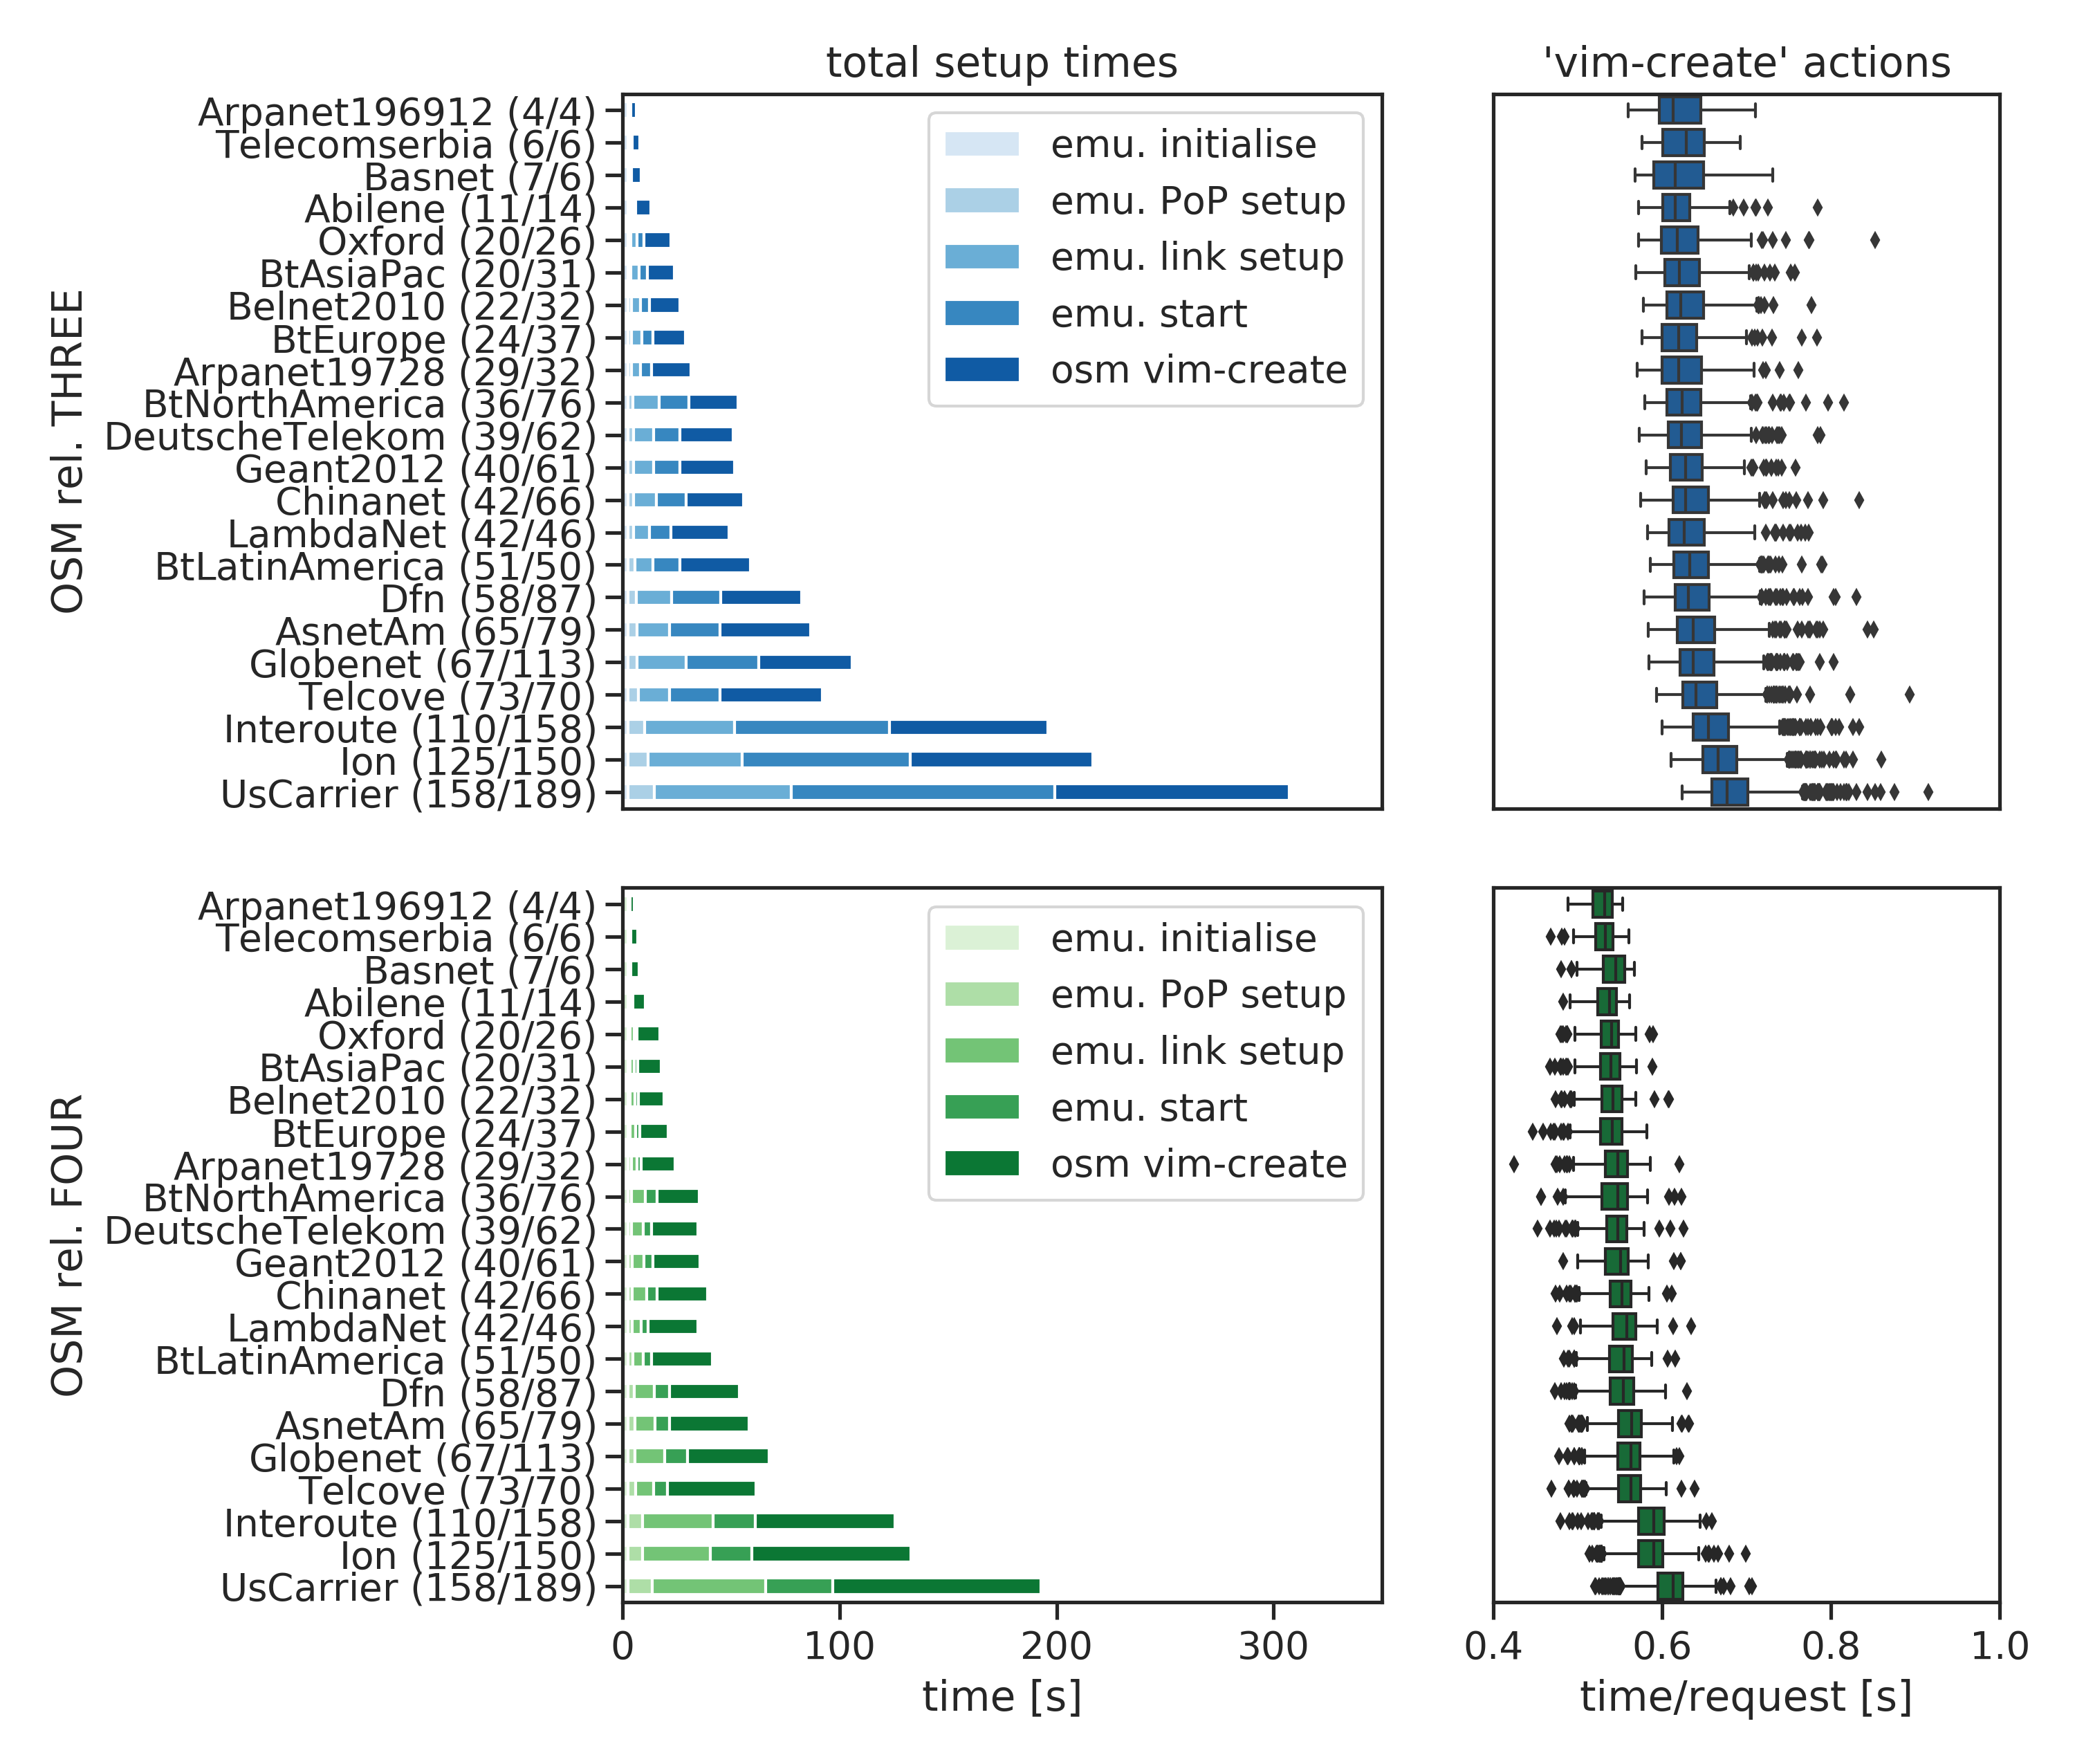 total setup times
'vim-create' actions
OSM rel. THREE
Arpanet196912 (4/4)
Telecomserbia (6/6)
Basnet (7/6)
Abilene (11/14)
Oxford (20/26)
BtAsiaPac (20/31)
Belnet2010 (22/32)
BtEurope (24/37)
Arpanet19728 (29/32)
BtNorthAmerica (36/76)
DeutscheTelekom (39/62)
Geant2012 (40/61)
Chinanet (42/66)
LambdaNet (42/46)
BtLatinAmerica (51/50)
Dfn (58/87)
AsnetAm (65/79)
Globenet (67/113)
Telcove (73/70)
Interoute (110/158)
Ion (125/150)
UsCarrier (158/189)
emu. initialise
emu. PoP setup
emu. link setup
emu. start
osm vim-create
OSM rel. FOUR
Arpanet196912 (4/4)
Telecomserbia (6/6)
Basnet (7/6)
Abilene (11/14)
Oxford (20/26)
BtAsiaPac (20/31)
Belnet2010 (22/32)
BtEurope (24/37)
Arpanet19728 (29/32)
BtNorthAmerica (36/76)
DeutscheTelekom (39/62)
Geant2012 (40/61)
Chinanet (42/66)
LambdaNet (42/46)
BtLatinAmerica (51/50)
Dfn (58/87)
AsnetAm (65/79)
Globenet (67/113)
Telcove (73/70)
Interoute (110/158)
Ion (125/150)
UsCarrier (158/189)
emu. initialise
emu. PoP setup
emu. link setup
emu. start
osm vim-create
0 100 200 300
time [s]
0.4 0.6 0.8 1.0
time/request [s]